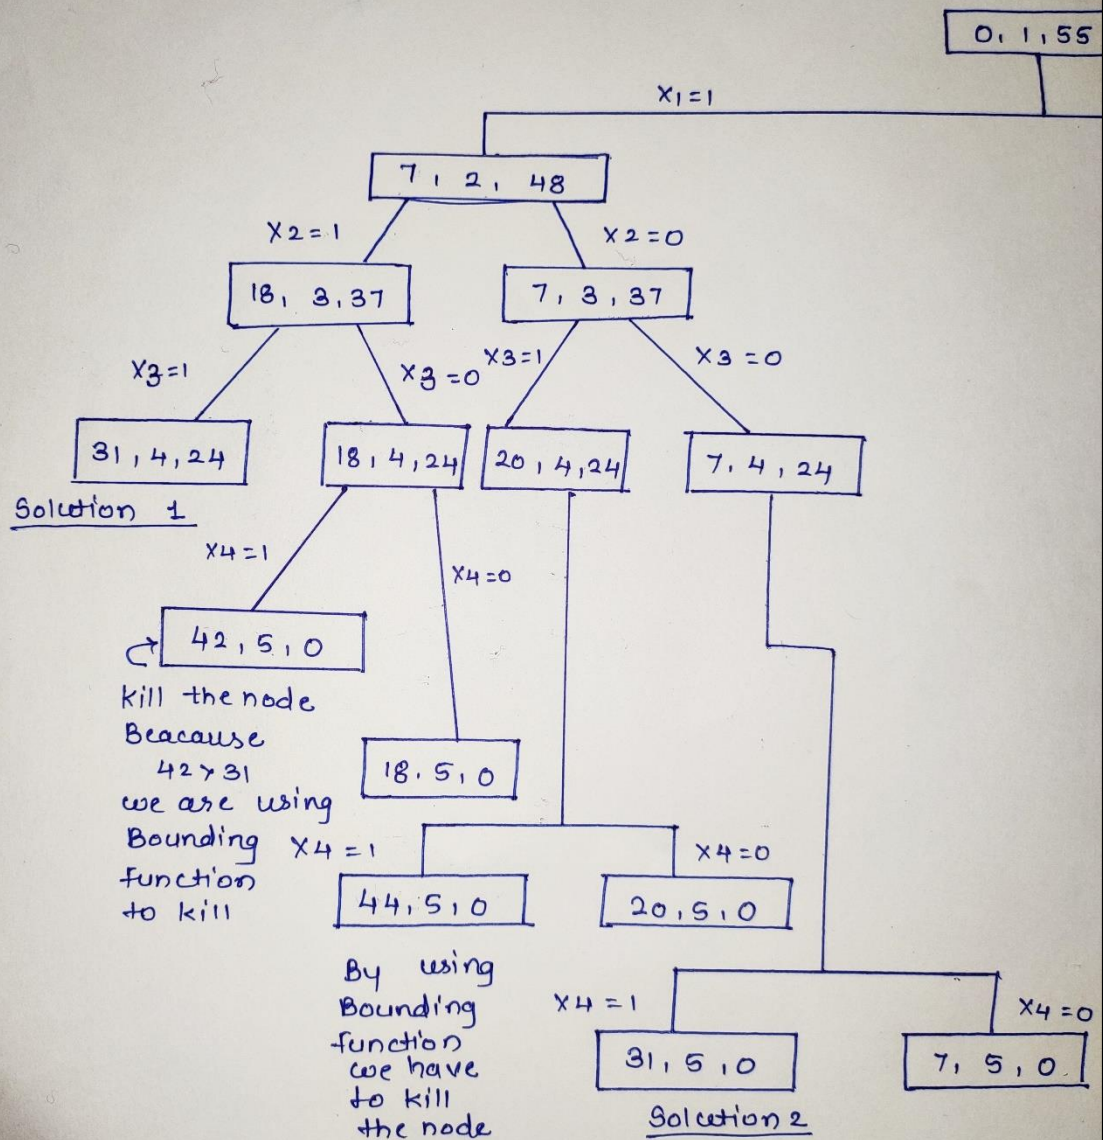 0, 1, 55
X1=1
7, 2, 48
X2=1
X2=0
18, 3, 37
7, 3, 37
X3=1
X3=0
X3=1
X3=0
31, 4, 24
18, 4, 24
20, 4, 24
7, 4, 24
Solution 1
X4=1
X4=0
42, 5, 0
kill the node
Beacause
42>31
we are using
Bounding
function
to kill
18. 5, 0
X4=1
X4=0
44, 5, 0
20, 5, 0
By using
Bounding
function
we have
to kill
the node
X4=1
X4=0
31, 5, 0
7, 5, 0.
Solution 2